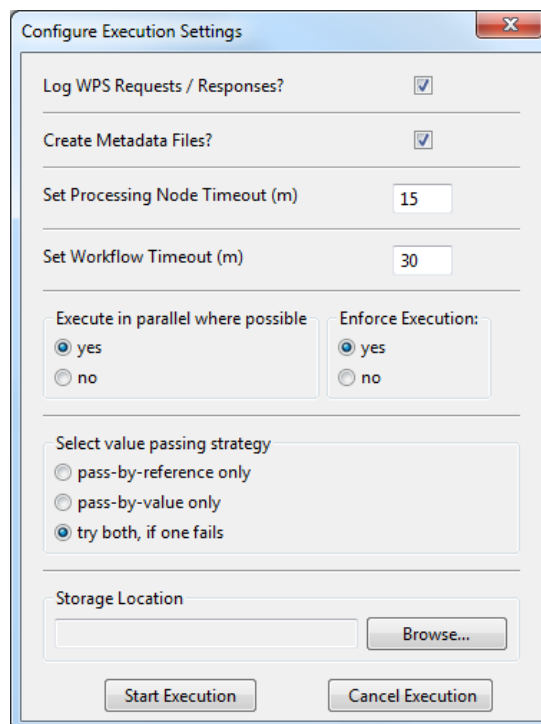 Configure Execution Settings
Log WPS Requests / Responses?
Create Metadata Files?
Set Processing Node Timeout (m) 15
Set Workflow Timeout (m) 30
Execute in parallel where possible Enforce Execution:
yes yes
no no
Select value passing strategy
pass-by-reference only
pass-by-value only
try both, if one fails
Storage Location
Browse...
Start Execution Cancel Execution